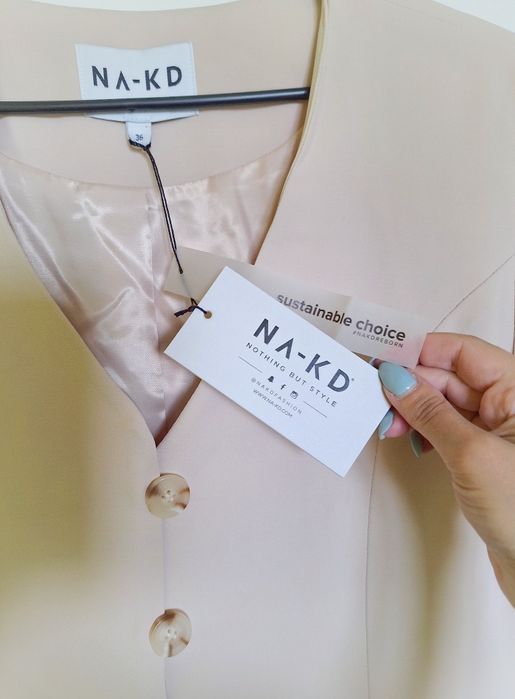 NA-KD
36
sustainable choice
#NAKDREBORN
NA-KD®
NOTHING BUT STYLE
@NAKDFASHION
WWW.NA-KD.COM